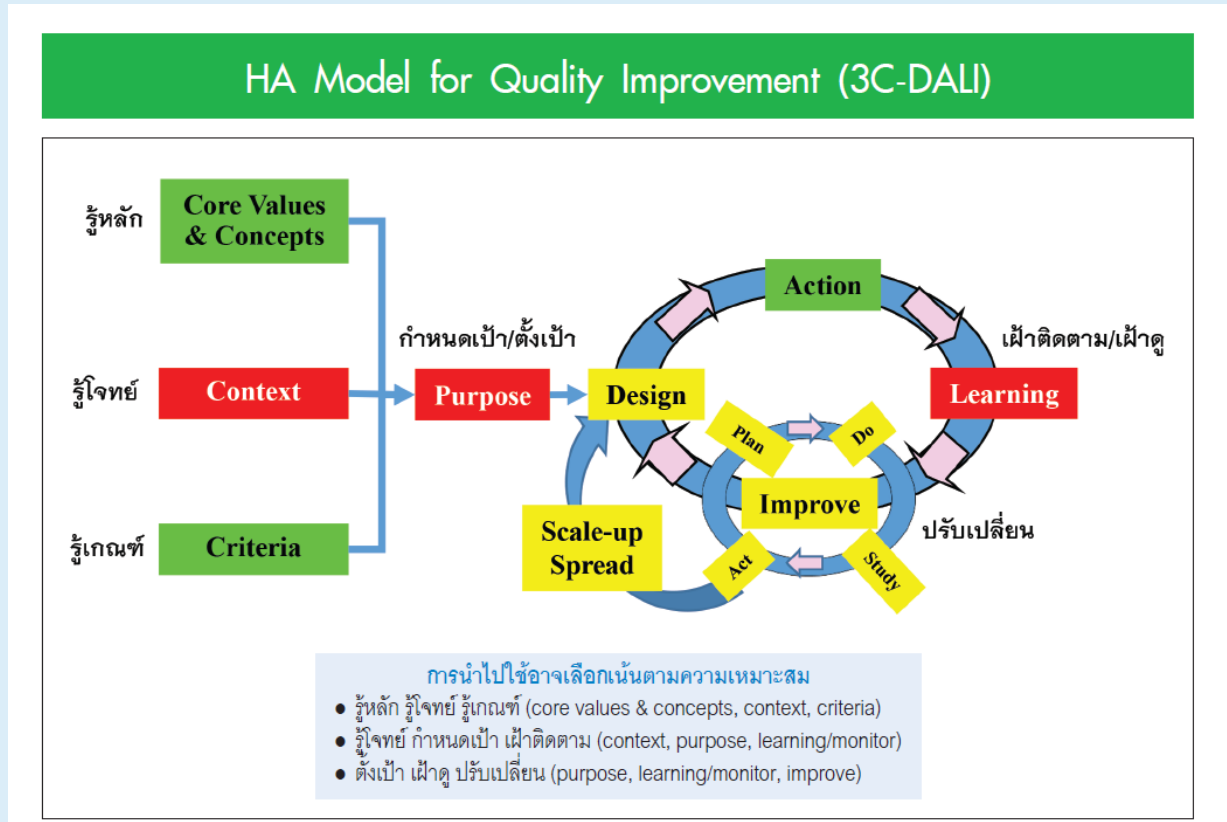 HA Model for Quality Improvement (3C-DALI)
รู้หลัก
Core Values
& Concepts
Action
กำหนดเป้า/ตั้งเป้า
เฝ้าติดตาม/เฝ้าดู
รู้โจทย์
Context
Purpose
Design
Learning
Plan
Do
Improve
Scale-up
Spread
ปรับเปลี่ยน
รู้เกณฑ์
Criteria
Act
Study
การนำไปใช้อาจเลือกเน้นตามความเหมาะสม
● รู้หลัก รู้โจทย์ รู้เกณฑ์ (core values & concepts, context, criteria)
● รู้โจทย์ กำหนดเป้า เฝ้าติดตาม (context, purpose, learning/monitor)
● ตั้งเป้า เฝ้าดู ปรับเปลี่ยน (purpose, learning/monitor, improve)